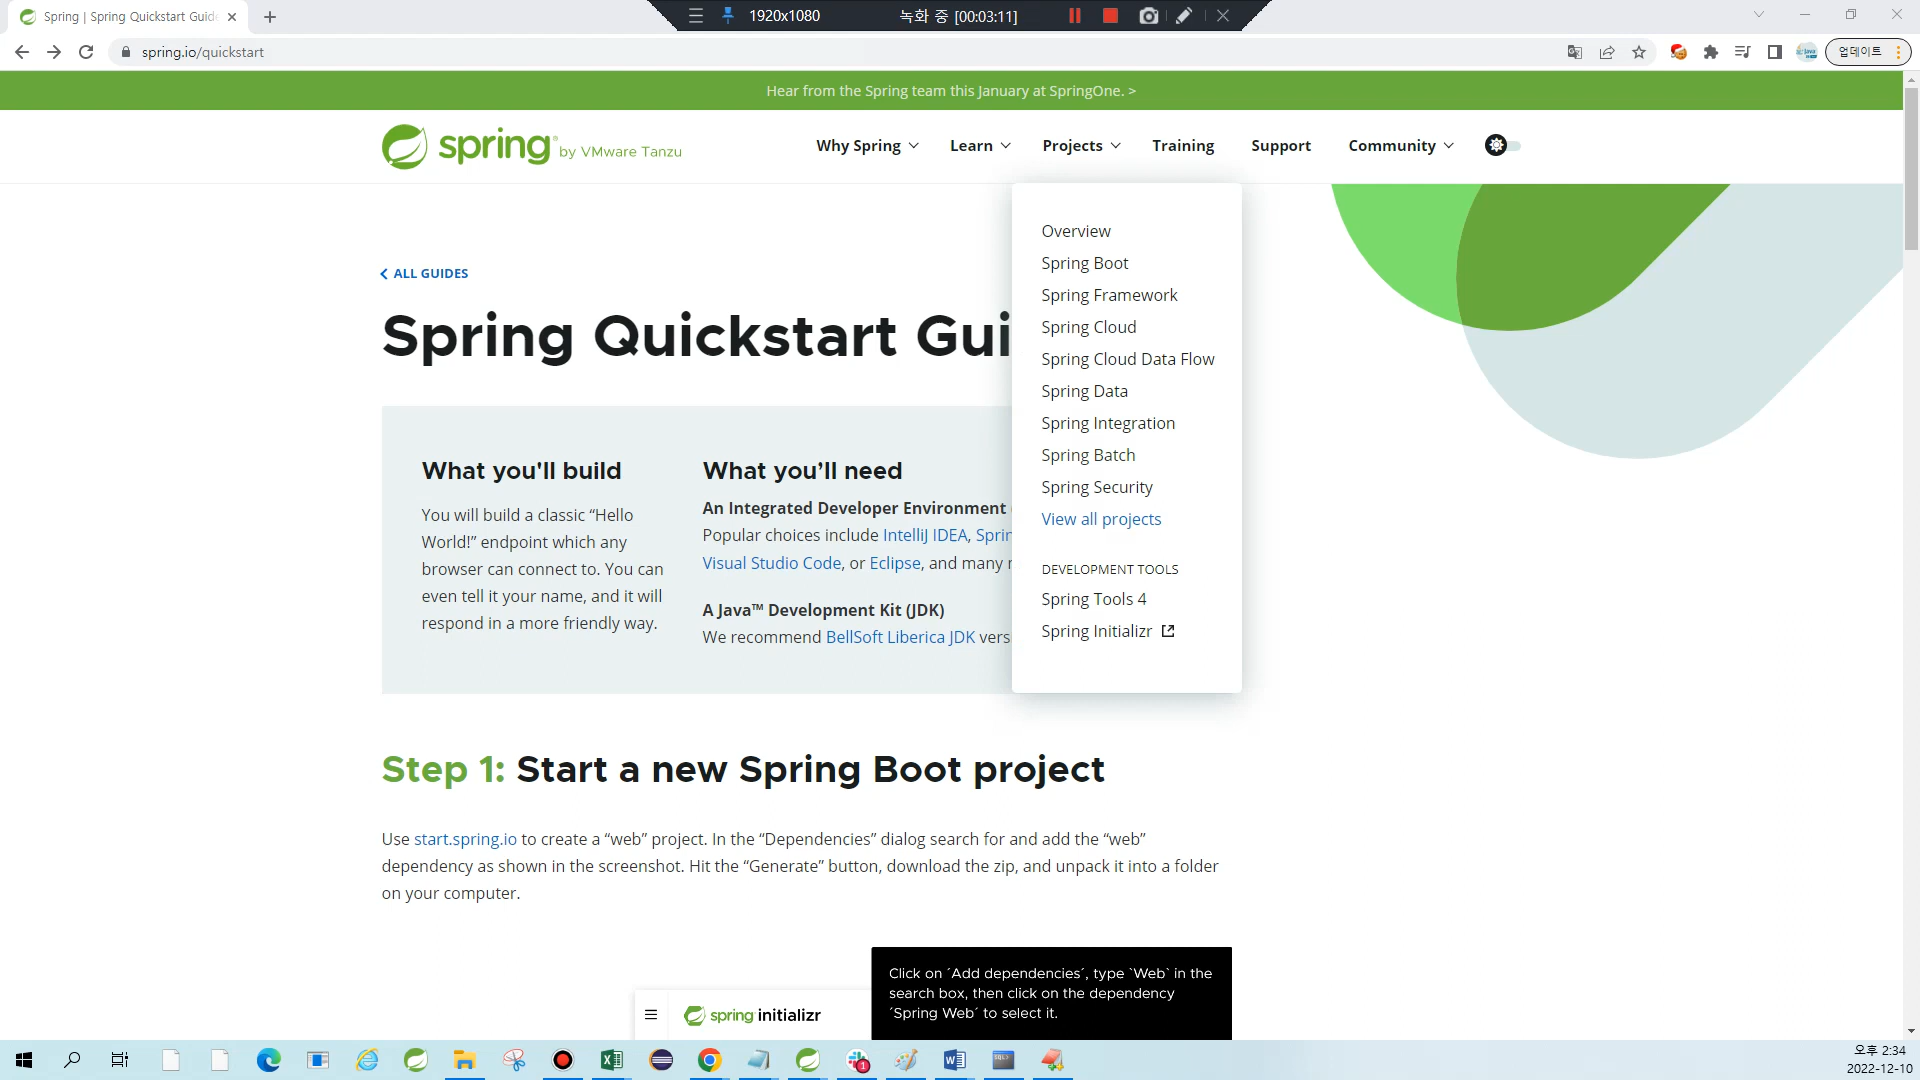 Spring | Spring Quickstart Guid
1920x1080
녹화 중 [00:03:11]
spring.io/quickstart
업데이트
Hear from the Spring team this January at SpringOne. >
spring by VMware Tanzu
Why Spring
Learn
Projects
Training
Support
Community
Overview
Spring Boot
Spring Framework
Spring Cloud
Spring Cloud Data Flow
Spring Data
Spring Integration
Spring Batch
Spring Security
View all projects
DEVELOPMENT TOOLS
Spring Tools 4
Spring Initializr
ALL GUIDES
Spring Quickstart Gui
What you'll build
You will build a classic “Hello
World!” endpoint which any
browser can connect to. You can
even tell it your name, and it will
respond in a more friendly way.
What you’ll need
An Integrated Developer Environment
Popular choices include IntelliJ IDEA, Sprin
Visual Studio Code, or Eclipse, and many
A Java™ Development Kit (JDK)
We recommend BellSoft Liberica JDK vers
Step 1: Start a new Spring Boot project
Use start.spring.io to create a “web” project. In the “Dependencies” dialog search for and add the “web”
dependency as shown in the screenshot. Hit the “Generate” button, download the zip, and unpack it into a folder
on your computer.
spring initializr
Click on ´Add dependencies´, type `Web` in the
search box, then click on the dependency
´Spring Web´ to select it.
오후 2:34
2022-12-10